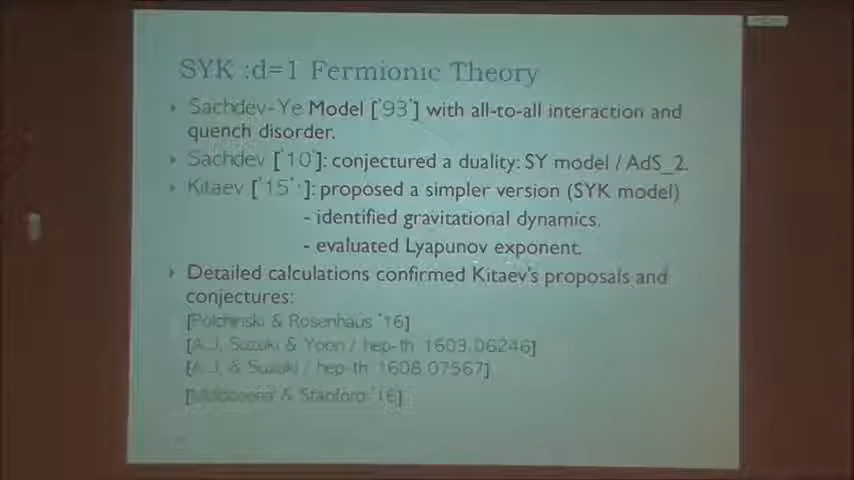 SYK :d=1 Fermionic Theory
Sachdev-Ye Model ['93'] with all-to-all interaction and
quench disorder.
Sachdev ['10']: conjectured a duality: SY model / AdS_2.
Kitaev ['15'·]: proposed a simpler version (SYK model)
- identified gravitational dynamics.
- evaluated Lyapunov exponent.
Detailed calculations confirmed Kitaev's proposals and
conjectures:
[Polchinski & Rosenhaus '16]
[A.J, Suzuki & Yoon / hep-th 1603.06246]
[A.J, & Suzuki / hep-th 1608.07567]
[Maldacena & Stanford '16]